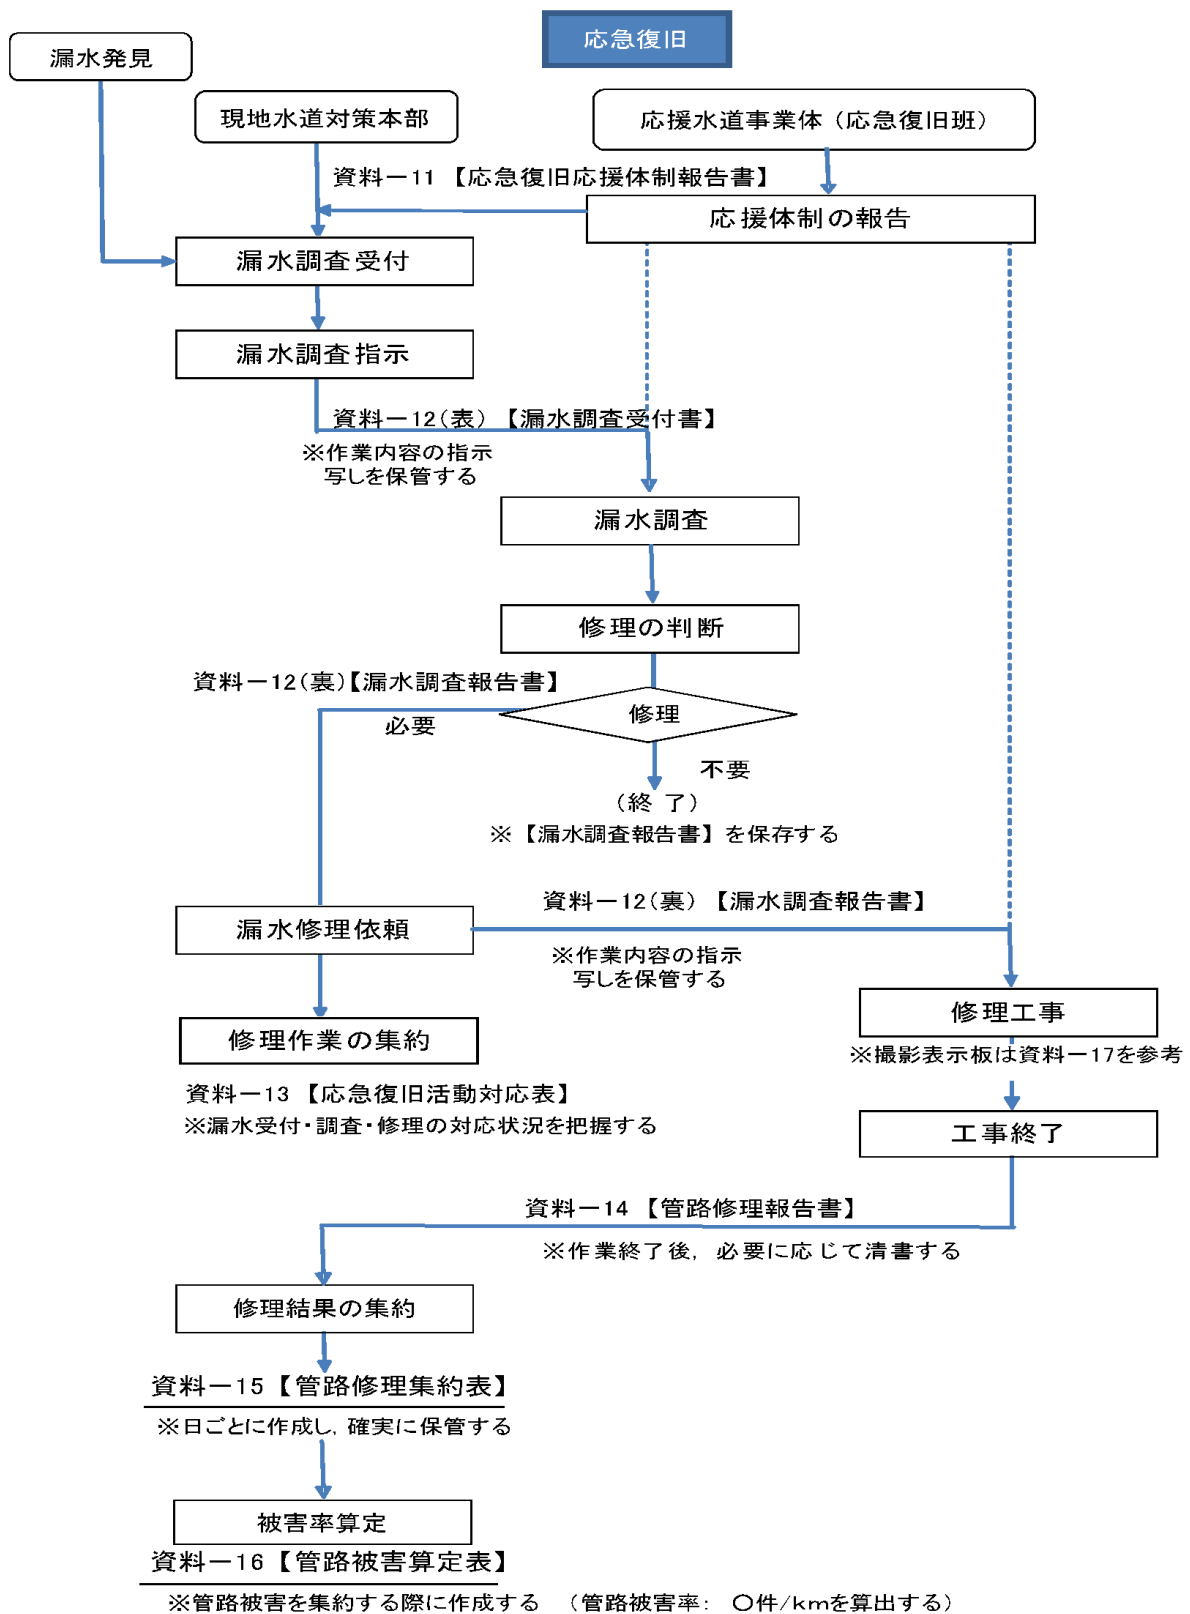 応急復旧
漏水発見
現地水道対策本部
応援水道事業体（応急復旧班）
資料－11 【応急復旧応援体制報告書】
応援体制の報告
漏水調査受付
漏水調査指示
資料－12（表） 【漏水調査受付書】
※作業内容の指示
写しを保管する
漏水調査
修理の判断
資料－12（裏）【漏水調査報告書】
修理
必要
不要
（終 了）
※【漏水調査報告書】を保存する
資料－12（裏） 【漏水調査報告書】
漏水修理依頼
※作業内容の指示
写しを保管する
修理工事
※撮影表示板は資料－17を参考
修理作業の集約
資料－13 【応急復旧活動対応表】
※漏水受付・調査・修理の対応状況を把握する
工事終了
資料－14 【管路修理報告書】
※作業終了後，必要に応じて清書する
修理結果の集約
資料－15 【管路修理集約表】
※日ごとに作成し，確実に保管する
被害率算定
資料－16 【管路被害算定表】
※管路被害を集約する際に作成する （管路被害率： 〇件/kmを算出する）